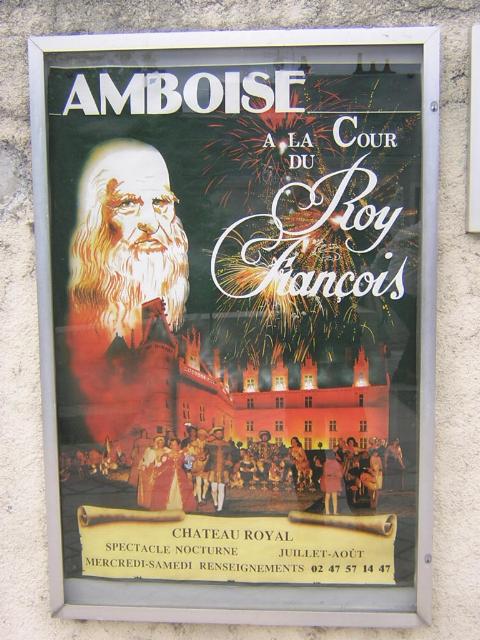 AMBOISE
A LA COUR
DU
Roy
François
CHATEAU ROYAL
SPECTACLE NOCTURNE JUILLET-AOÛT
MERCREDI-SAMEDI RENSEIGNEMENTS 02 47 57 14 47